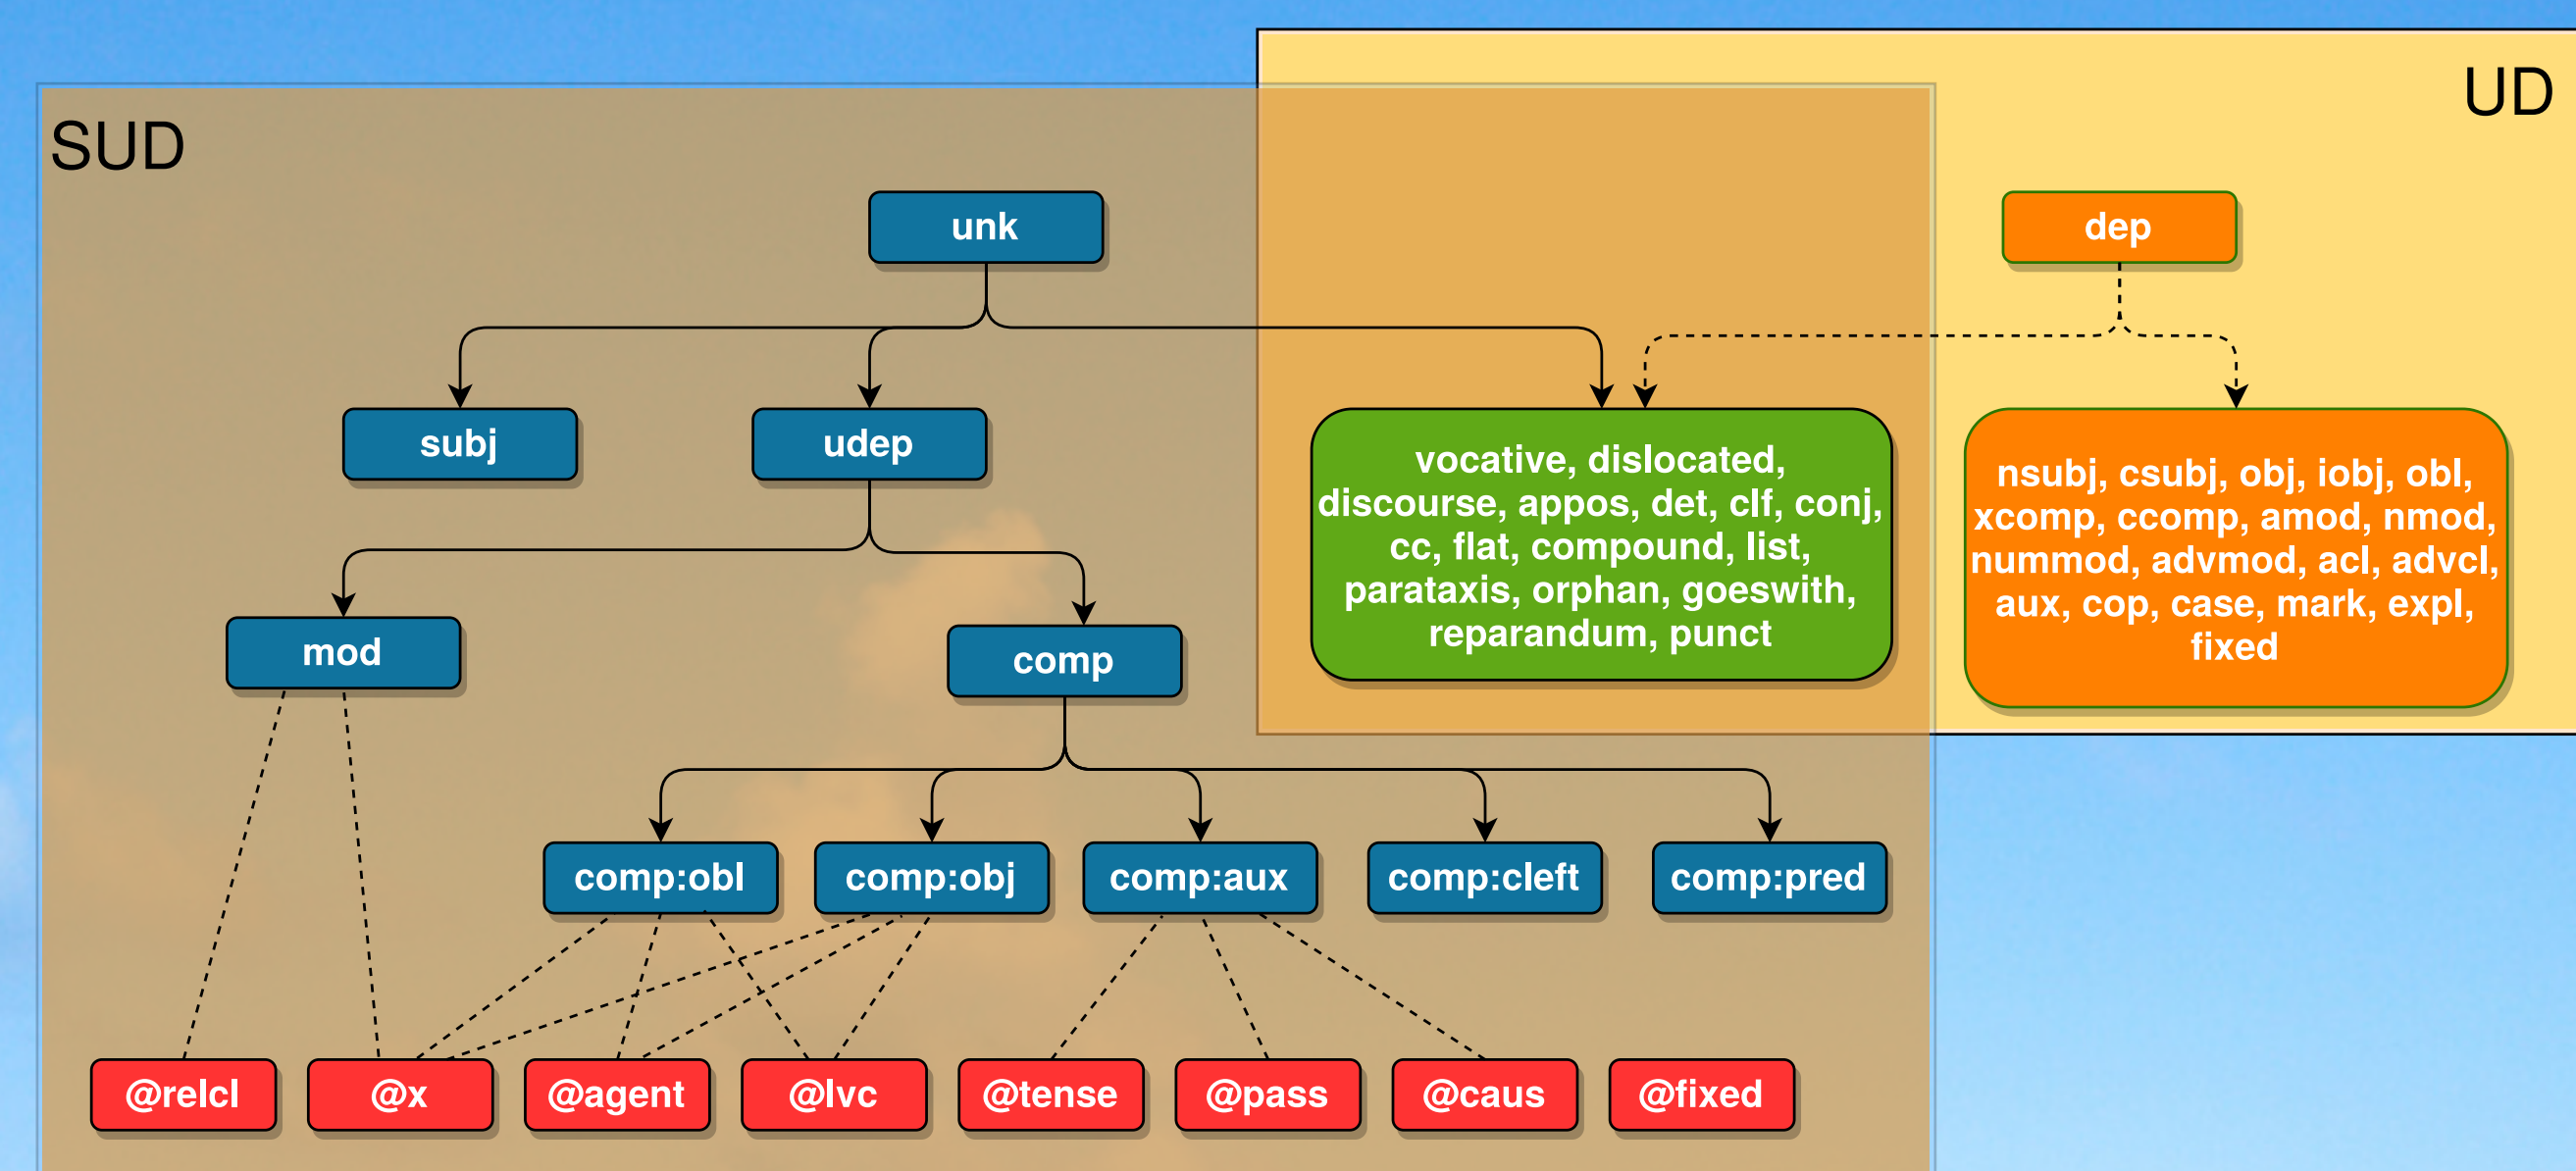 UD
SUD
unk
dep
subj
udep
vocative, dislocated,
discourse, appos, det, clf, conj,
cc, flat, compound, list,
parataxis, orphan, goeswith,
reparandum, punct
nsubj, csubj, obj, iobj, obl,
xcomp, ccomp, amod, nmod,
nummod, advmod, acl, advcl,
aux, cop, case, mark, expl,
fixed
mod
comp
comp:obl
comp:obj
comp:aux
comp:cleft
comp:pred
@relcl
@x
@agent
@lvc
@tense
@pass
@caus
@fixed